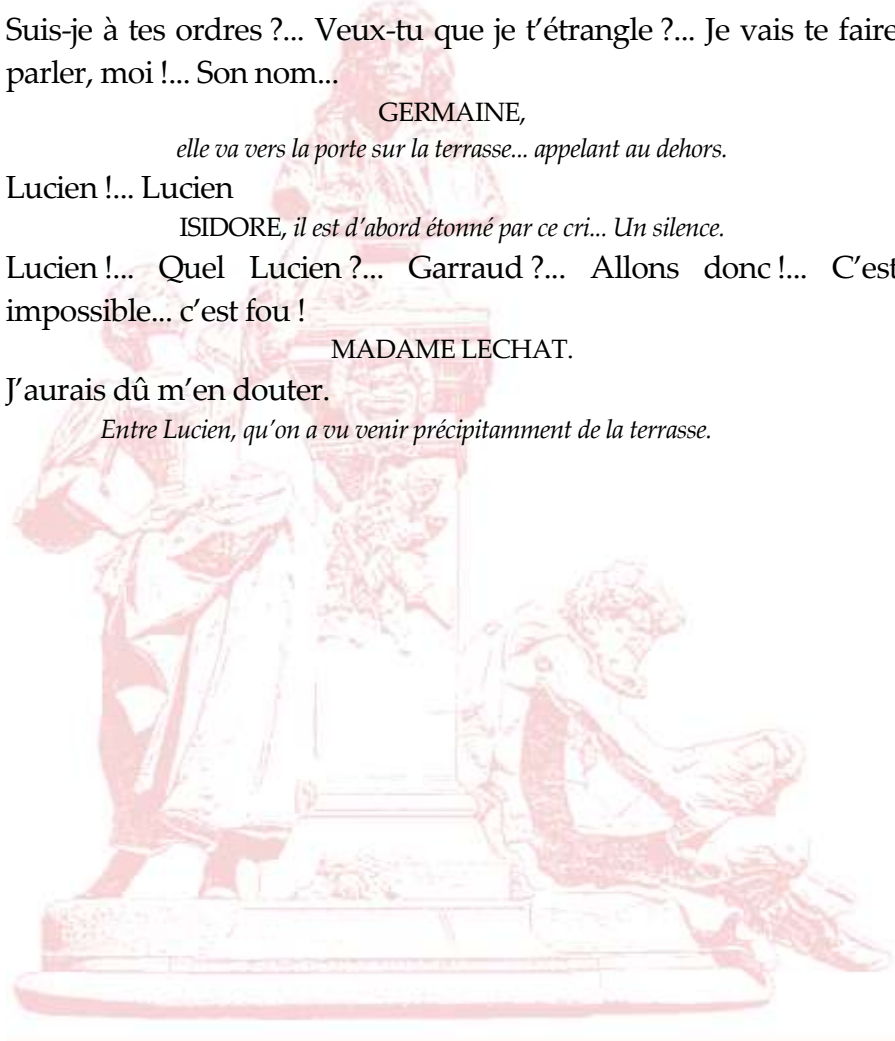 Suis-je à tes ordres ?... Veux-tu que je t’étrangle ?... Je vais te faire
parler, moi !... Son nom...
GERMAINE,
elle va vers la porte sur la terrasse... appelant au dehors.
Lucien !... Lucien
ISIDORE, il est d’abord étonné par ce cri... Un silence.
Lucien !... Quel Lucien ?... Garraud ?... Allons donc !... C’est
impossible... c’est fou !
MADAME LECHAT.
J’aurais dû m’en douter.
Entre Lucien, qu’on a vu venir précipitamment de la terrasse.